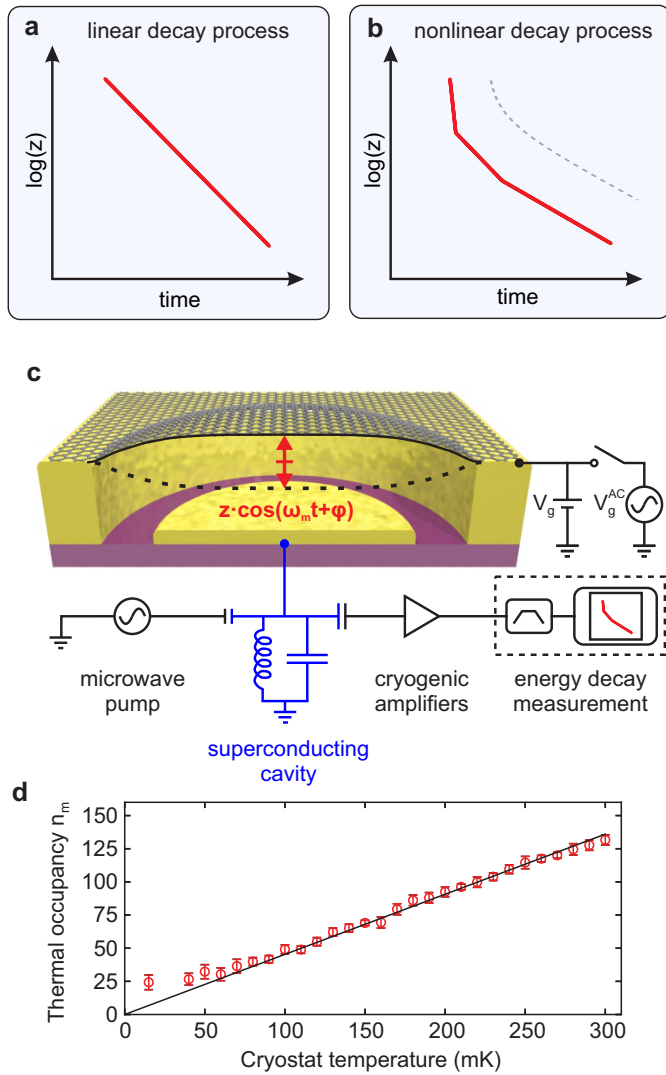 a
linear decay process
log(z)
time
b
nonlinear decay process
log(z)
time
c
z·cos(ωmt+φ)
Vg
VgAC
microwave
pump
superconducting
cavity
cryogenic
amplifiers
energy decay
measurement
d
Thermal occupancy nm
150
125
100
75
50
25
0
0
50
100
150
200
250
300
Cryostat temperature (mK)